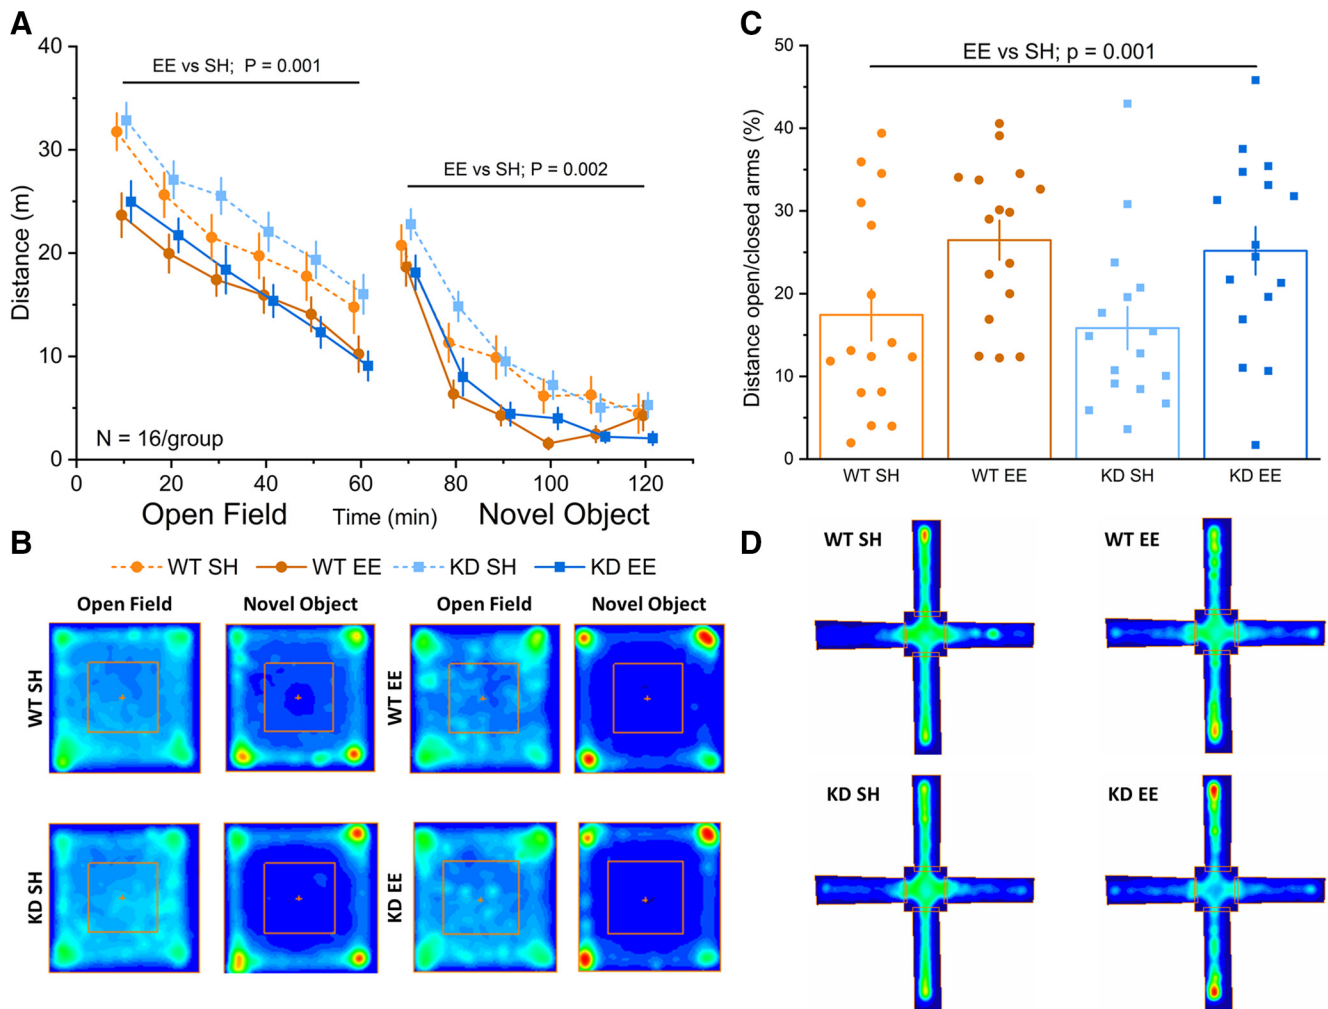 A
40
30
20
10
0
Distance (m)
EE vs SH; P = 0.001
EE vs SH; P = 0.002
N = 16/group
0 20 40 60 80 100 120
Open Field Time (min) Novel Object
C
50
40
30
20
10
0
Distance open/closed arms (%)
EE vs SH; p = 0.001
WT SH WT EE KD SH KD EE
B
WT SH WT EE KD SH KD EE
Open Field Novel Object Open Field Novel Object
WT SH WT EE
KD SH KD EE
D
WT SH WT EE
KD SH KD EE